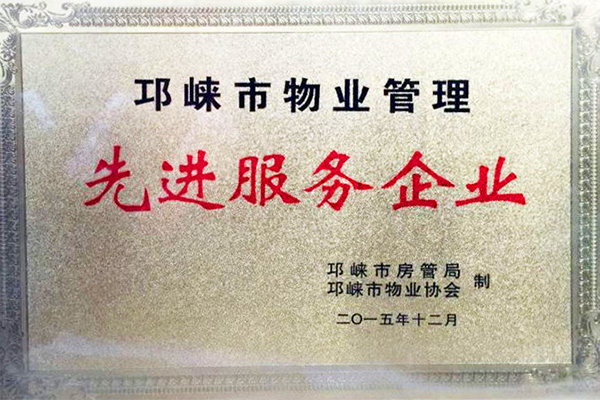 邛崃市物业管理
先进服务企业
邛崃市房管局
邛崃市物业协会
制
二〇一五年十二月